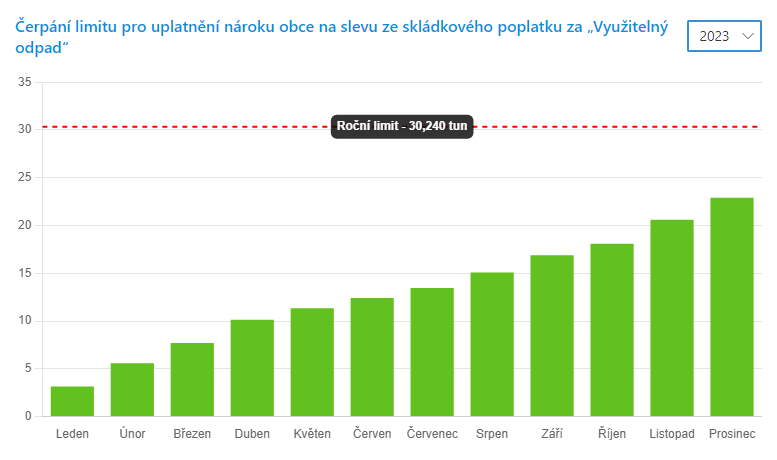 Čerpání limitu pro uplatnění nároku obce na slevu ze skládkového poplatku za „Využitelný
odpad“
2023
35
30
Roční limit - 30,240 tun
25
20
15
10
5
0
Leden Únor Březen Duben Květen Červen Červenec Srpen Září Říjen Listopad Prosinec